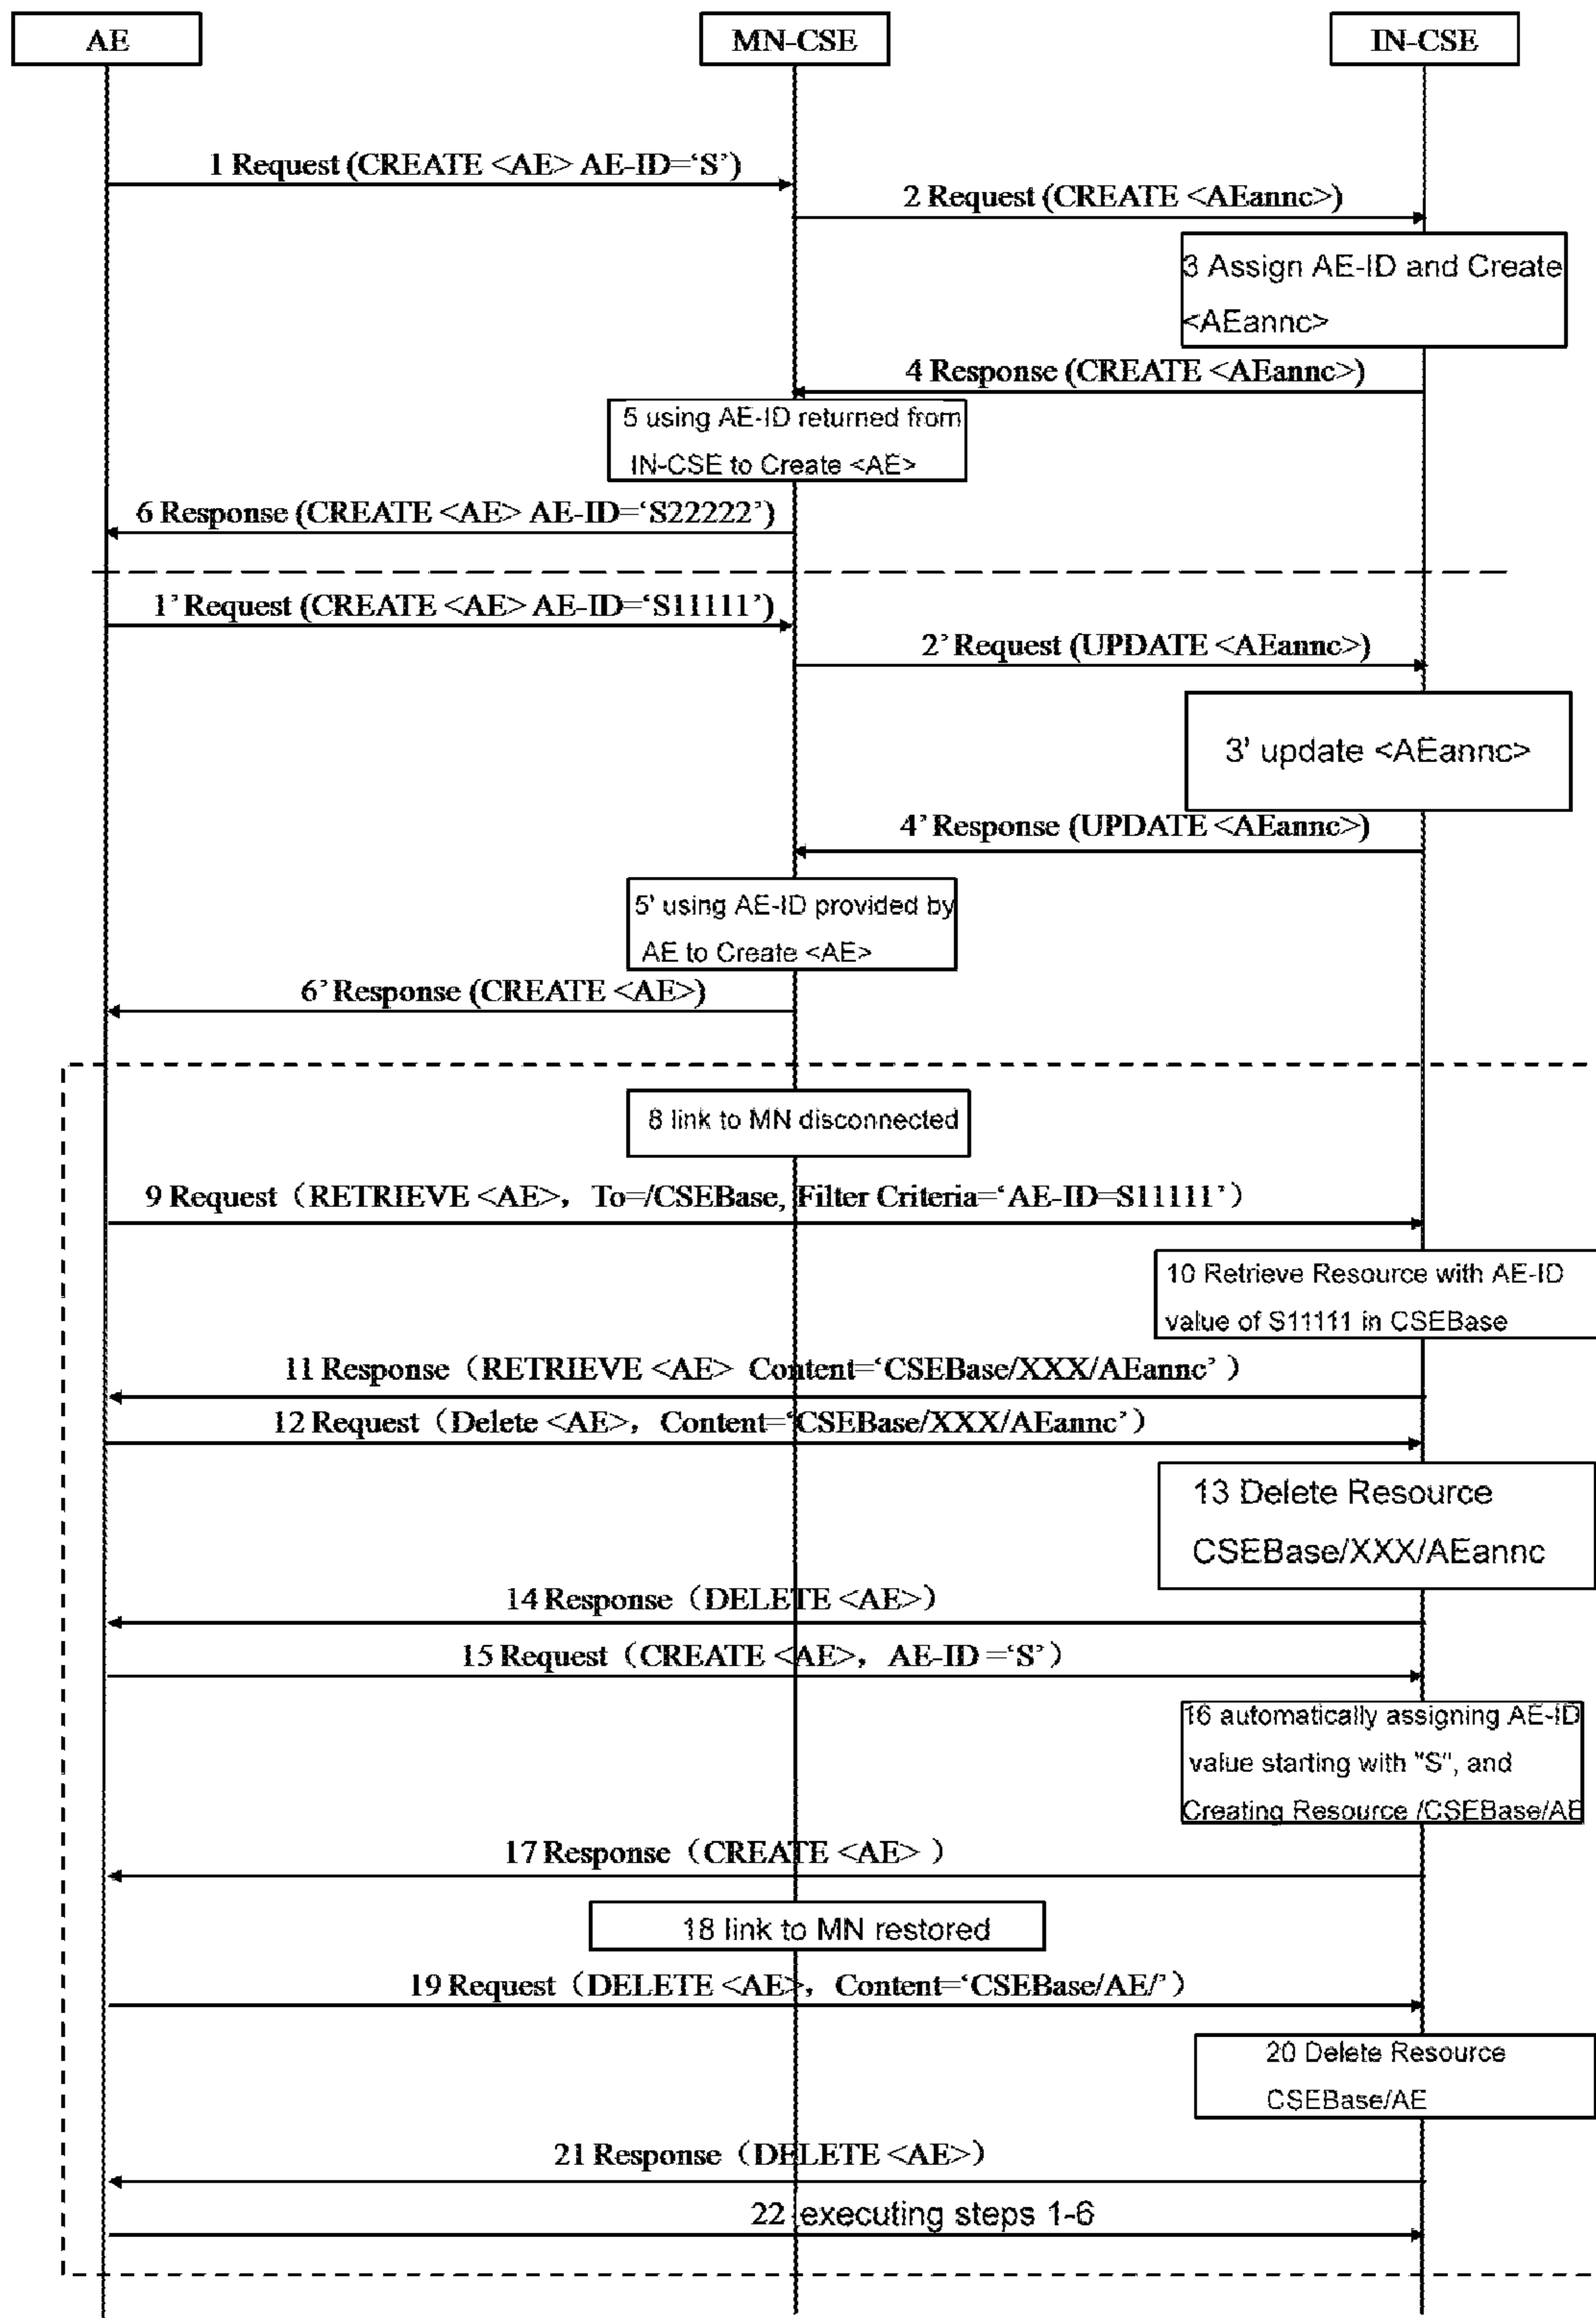 AE
MN-CSE
IN-CSE
1 Request (CREATE <AE> AE-ID=‘S’)
2 Request (CREATE <AEannc>)
3 Assign AE-ID and Create
<AEannc>
4 Response (CREATE <AEannc>)
5 using AE-ID returned from
IN-CSE to Create <AE>
6 Response (CREATE <AE> AE-ID=‘S22222’)
1’ Request (CREATE <AE> AE-ID=‘S11111’)
2’ Request (UPDATE <AEannc>)
3' update <AEannc>
4’ Response (UPDATE <AEannc>)
5' using AE-ID provided by
AE to Create <AE>
6’ Response (CREATE <AE>)
8 link to MN disconnected
9 Request（RETRIEVE <AE>， To=/CSEBase, Filter Criteria=‘AE-ID=S11111’）
10 Retrieve Resource with AE-ID
value of S11111 in CSEBase
11 Response（RETRIEVE <AE> Content=‘CSEBase/XXX/AEannc’ ）
12 Request（Delete <AE>， Content=‘CSEBase/XXX/AEannc’）
13 Delete Resource
CSEBase/XXX/AEannc
14 Response（DELETE <AE>）
15 Request（CREATE <AE>， AE-ID =‘S’）
16 automatically assigning AE-ID
value starting with "S", and
Creating Resource /CSEBase/AE
17 Response（CREATE <AE> ）
18 link to MN restored
19 Request（DELETE <AE>， Content=‘CSEBase/AE/’）
20 Delete Resource
CSEBase/AE
21 Response（DELETE <AE>）
22 executing steps 1-6